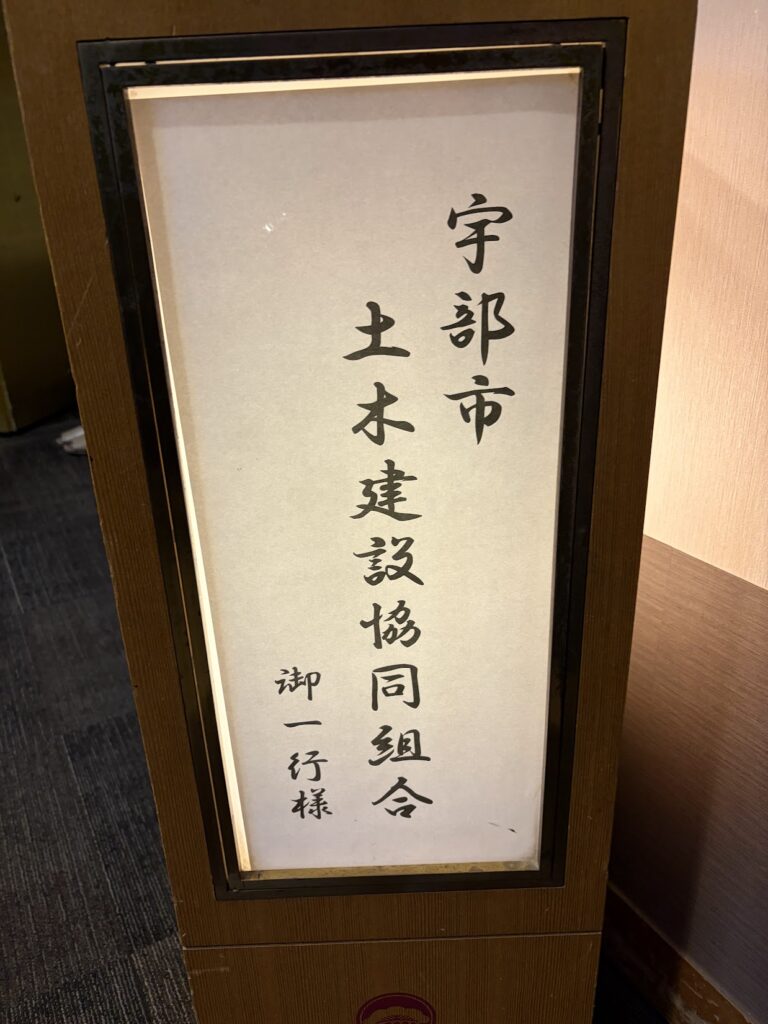 宇部市
土木建設協同組合
御一行様